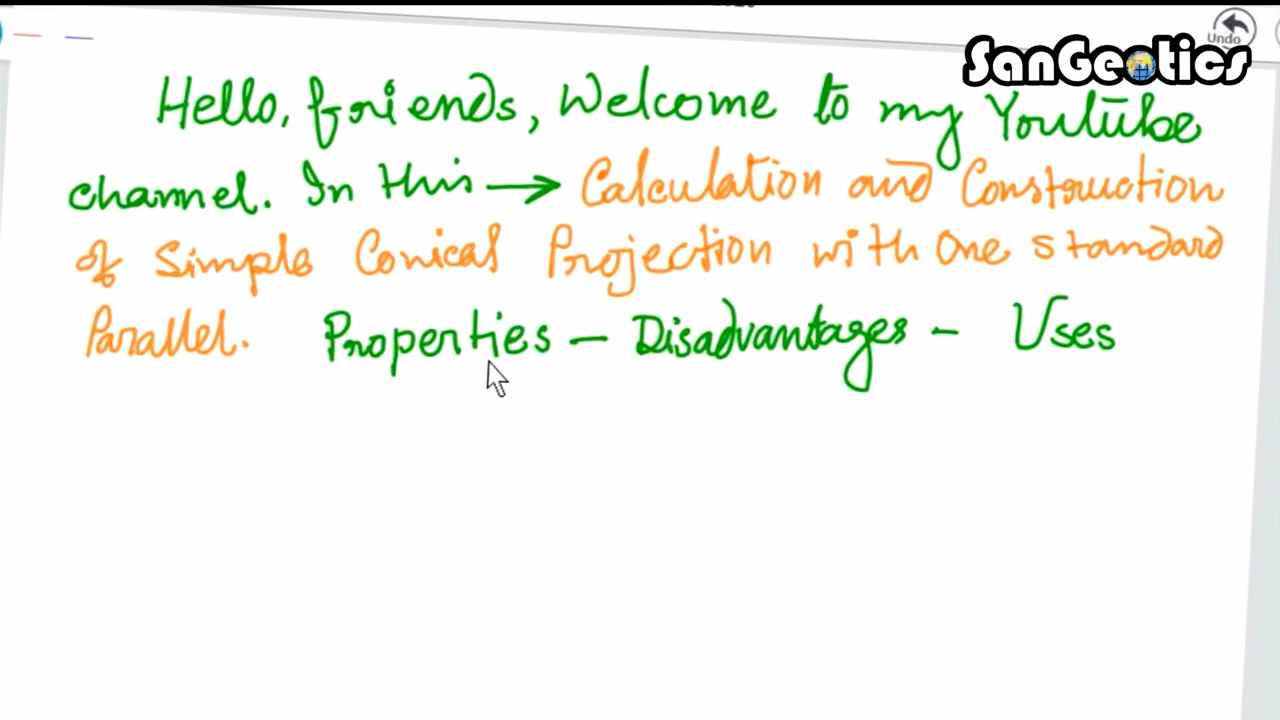 Undo
SanGeotics
Hello, friends, Welcome to my Youtube
channel. In this → Calculation and Construction
of Simple Conical Projection with One standard
Parallel. Properties – Disadvantages – Uses